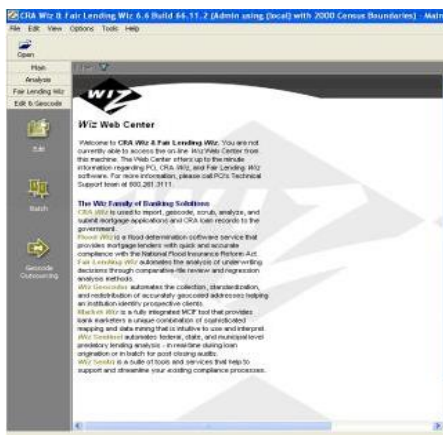 CRA Wiz & Fair Lending Wiz 6.6 Build 66.11.2 (Admin using (local) with 2000 Census Boundaries) - Main
File Edit View Options Tools Help
Open
Main
Analysis
Fair Lending Wiz
Edit & Geocode
Edit
Batch
Geocode
Outsourcing
WIZ
Wiz Web Center
Welcome to CRA Wiz & Fair Lending Wiz. You are not
currently able to access the on-line Wiz Web Center from
this machine. The Web Center offers up to the minute
information regarding PCI, CRA Wiz, and Fair Lending Wiz
software. For more information, please call PCI's Technical
Support team at 800.261.3111.
The Wiz Family of Banking Solutions
CRA Wiz is used to import, geocode, scrub, analyze, and
submit mortgage applications and CRA loan records to the
government.
Flood Wiz is a flood determination software service that
provides mortgage lenders with quick and accurate
compliance with the National Flood Insurance Reform Act.
Fair Lending Wiz automates the analysis of underwriting
decisions through comparative file review and regression
analysis methods.
Wiz Geocoder automates the collection, standardization,
and redistribution of accurately geocoded addresses helping
an institution identify prospective clients.
Market Wiz is a fully integrated MCIF tool that provides
bank marketers a unique combination of sophisticated
mapping and data mining that is intuitive to use and interpret.
Wiz Sentinel automates federal, state, and municipal level
predatory lending analysis - in real-time during loan
origination or in batch for post-closing audits.
is a suite of tools and services that help to
support and streamline your existing compliance processes.